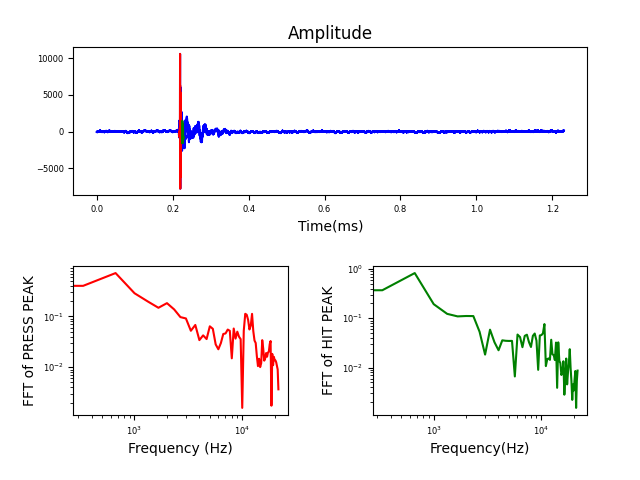 Amplitude
10000
5000
0
−5000
0.0 0.2 0.4 0.6 0.8 1.0 1.2
Time(ms)
FFT of PRESS PEAK
10⁻¹
10⁻²
10³ 10⁴
Frequency (Hz)
FFT of HIT PEAK
10⁰
10⁻¹
10⁻²
10³ 10⁴
Frequency(Hz)